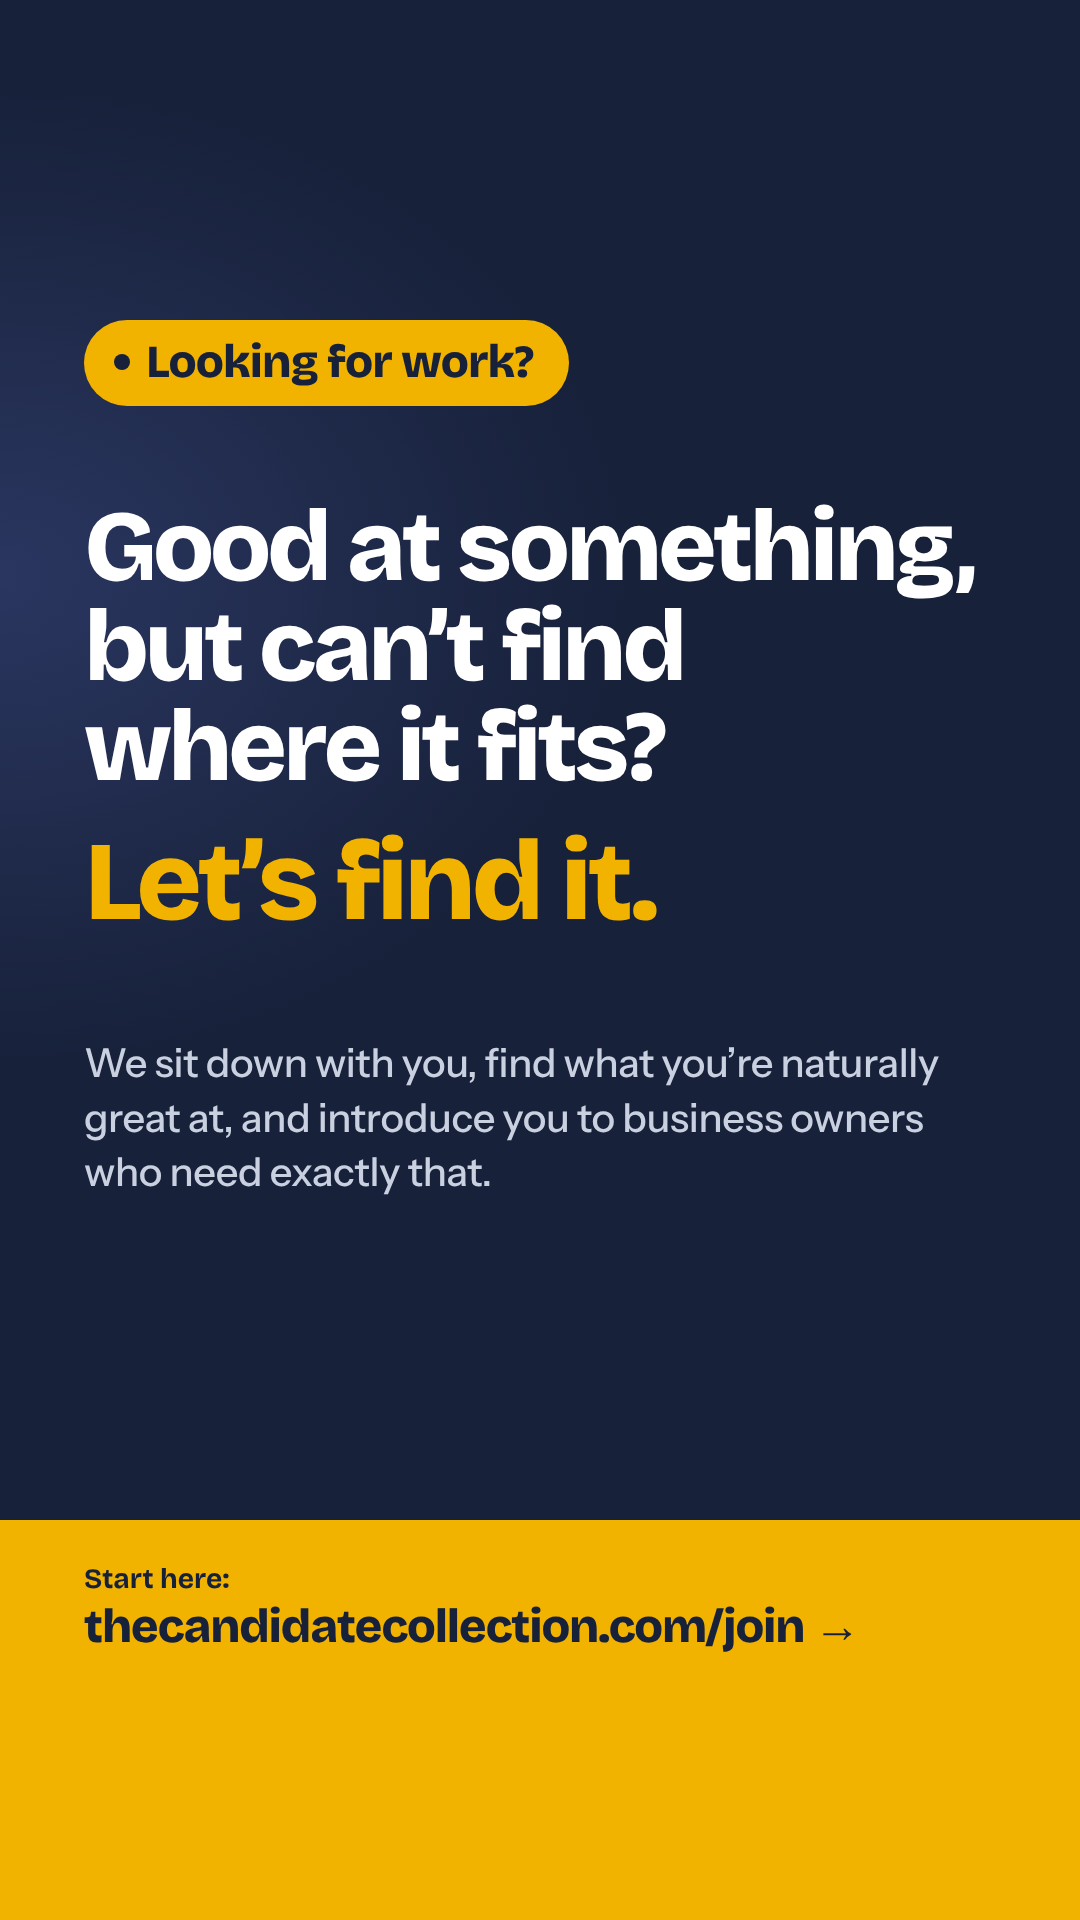 Looking for work?
Good at something,
but can’t find
where it fits?
Let’s find it.
We sit down with you, find what you’re naturally
great at, and introduce you to business owners
who need exactly that.
Start here:
thecandidatecollection.com/join →